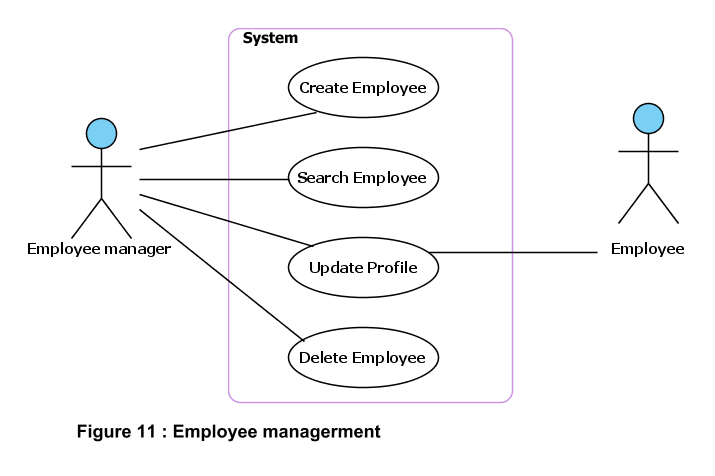 System
Create Employee
Search Employee
Employee manager
Employee
Update Profile
Delete Employee
Figure 11 : Employee managerment